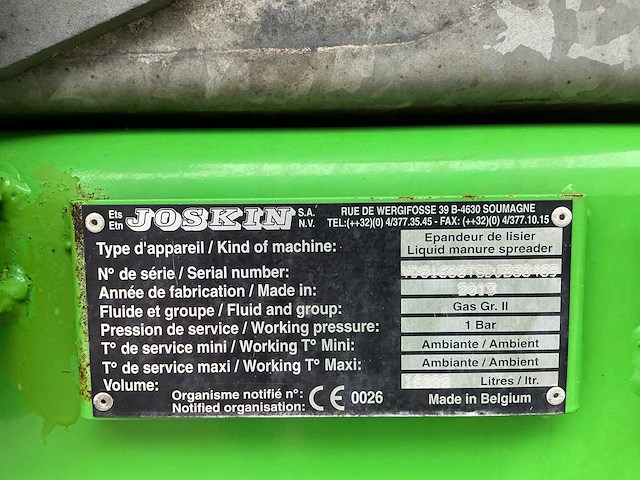 Ets
Etn
JOSKIN
S.A.
N.V.
RUE DE WERGIFOSSE 39 B-4630 SOUMAGNE
TEL:(++32)(0) 4/377.35.45 - FAX: (++32)(0) 4/377.10.15
Type d'appareil / Kind of machine:
Epandeur de lisier
Liquid manure spreader
N° de série / Serial number:
Année de fabrication / Made in: 2013
Fluide et groupe / Fluid and group: Gas Gr. II
Pression de service / Working pressure: 1 Bar
T° de service mini / Working T° Mini: Ambiante / Ambient
T° de service maxi / Working T° Maxi: Ambiante / Ambient
Volume: Litres / ltr.
Organisme notifié n°:
Notified organisation:
CE 0026
Made in Belgium